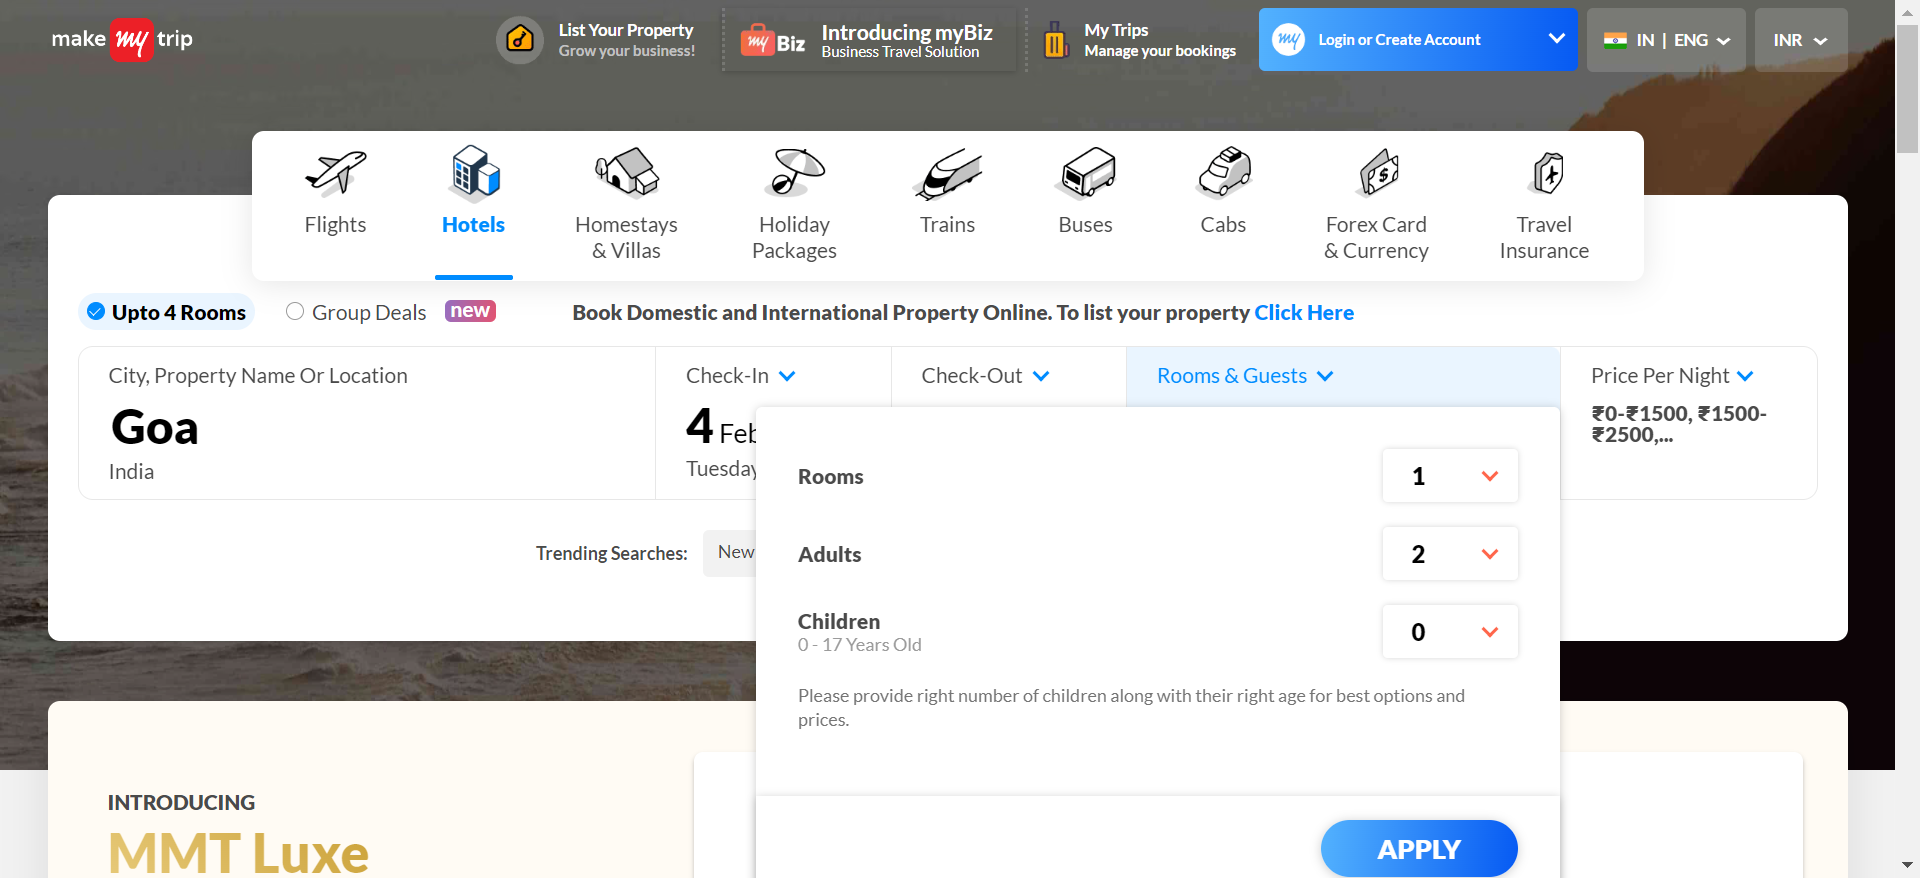 make my trip
List Your Property
Grow your business!
my Biz
Introducing myBiz
Business Travel Solution
My Trips
Manage your bookings
my Login or Create Account
IN | ENG
INR
Flights
Hotels
Homestays
& Villas
Holiday
Packages
Trains
Buses
Cabs
Forex Card
& Currency
Travel
Insurance
Upto 4 Rooms
Group Deals
new
Book Domestic and International Property Online. To list your property Click Here
City, Property Name Or Location
Goa
India
Check-In
4 Feb
Tuesday
Check-Out
Rooms & Guests
Price Per Night
₹0-₹1500, ₹1500-
₹2500,...
Rooms
1
Adults
2
Children
0 - 17 Years Old
0
Please provide right number of children along with their right age for best options and
prices.
APPLY
Trending Searches:
New
INTRODUCING
MMT Luxe